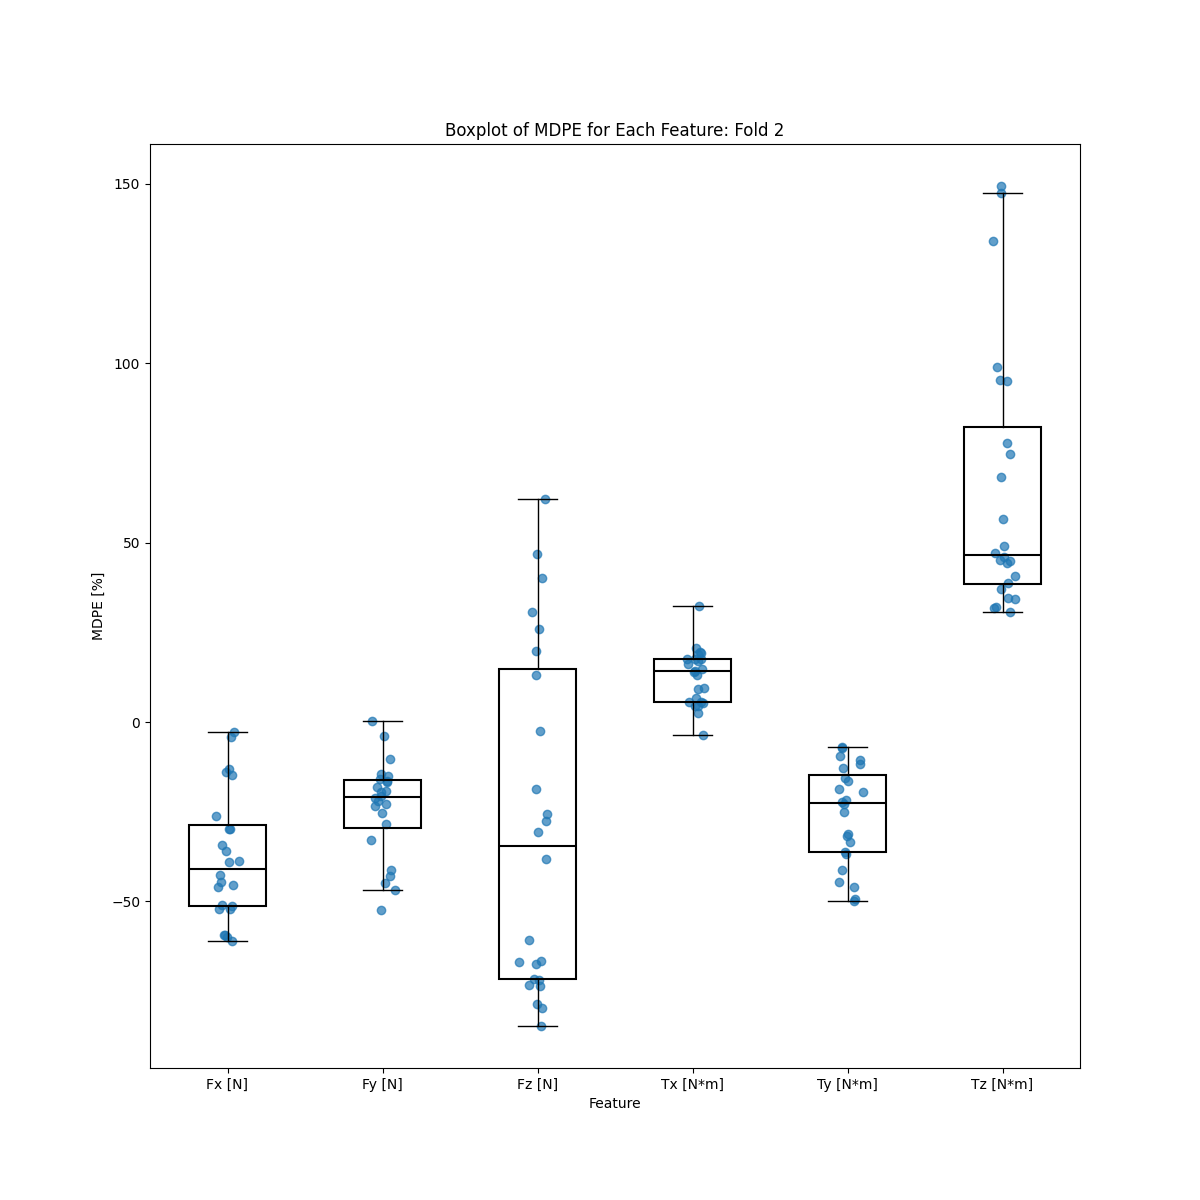 Boxplot of MDPE for Each Feature: Fold 2
150
100
50
0
−50
MDPE [%]
Fx [N]
Fy [N]
Fz [N]
Tx [N*m]
Ty [N*m]
Tz [N*m]
Feature